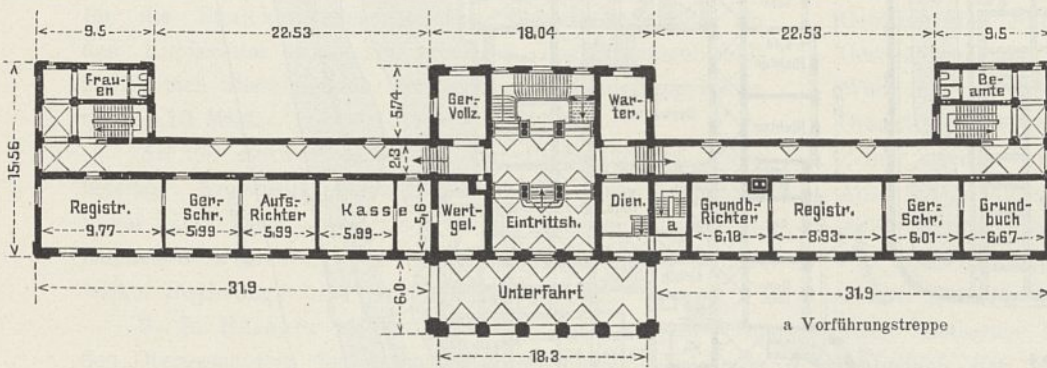 9,5 22,53 18,04 22,53 9,5
15,56
Frau-
en
5,74
Ger.-
Vollz.
War-
ter.
Be-
amte
2,3
Registr.
9,77
Ger.-
Schr.
5,99
Aufs.-
Richter
5,99
Kasse
5,99
5,6
Wert-
gel.
Eintrittsh.
Dien.
a
Grundb.-
Richter
6,18
Registr.
8,93
Ger.-
Schr.
6,01
Grund-
buch
6,67
31,9
6,0
Unterfahrt
31,9
a Vorführungstreppe
18,3